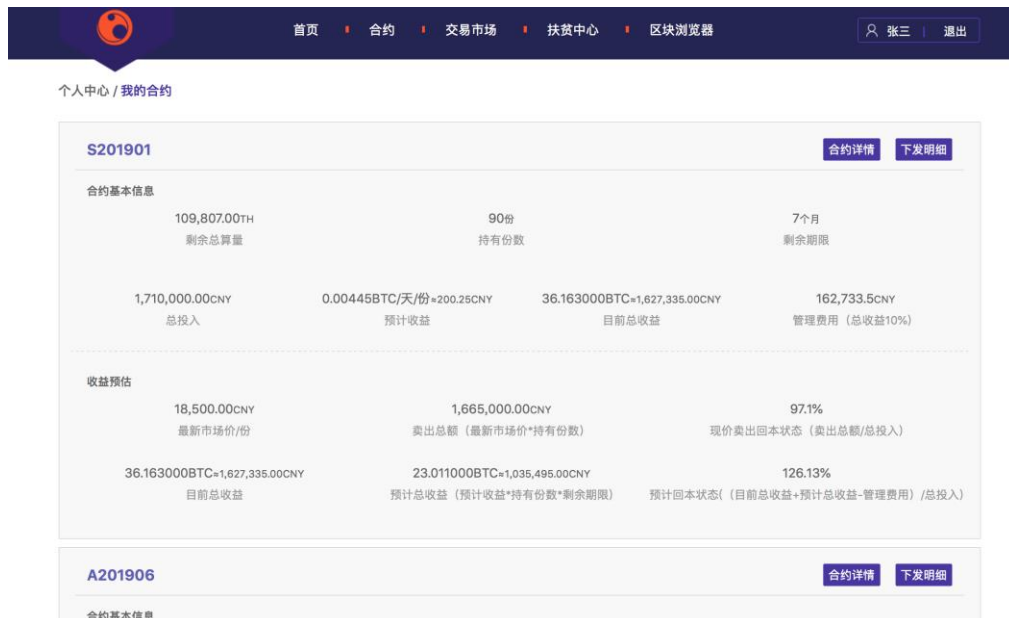 首页 合约 交易市场 扶贫中心 区块浏览器 张三 | 退出
个人中心 / 我的合约
S201901 合约详情 下发明细
合约基本信息
109,807.00TH 90份 7个月
剩余总算量 持有份数 剩余期限
1,710,000.00CNY 0.00445BTC/天/份≈200.25CNY 36.163000BTC≈1,627,335.00CNY 162,733.5CNY
总投入 预计收益 目前总收益 管理费用（总收益10%）
收益预估
18,500.00CNY 1,665,000.00CNY 97.1%
最新市场价/份 卖出总额（最新市场价*持有份数） 现价卖出回本状态（卖出总额/总投入）
36.163000BTC≈1,627,335.00CNY 23.011000BTC≈1,035,495.00CNY 126.13%
目前总收益 预计总收益（预计收益*持有份数*剩余期限） 预计回本状态(（目前总收益+预计总收益-管理费用）/总投入）
A201906 合约详情 下发明细
合约基本信息